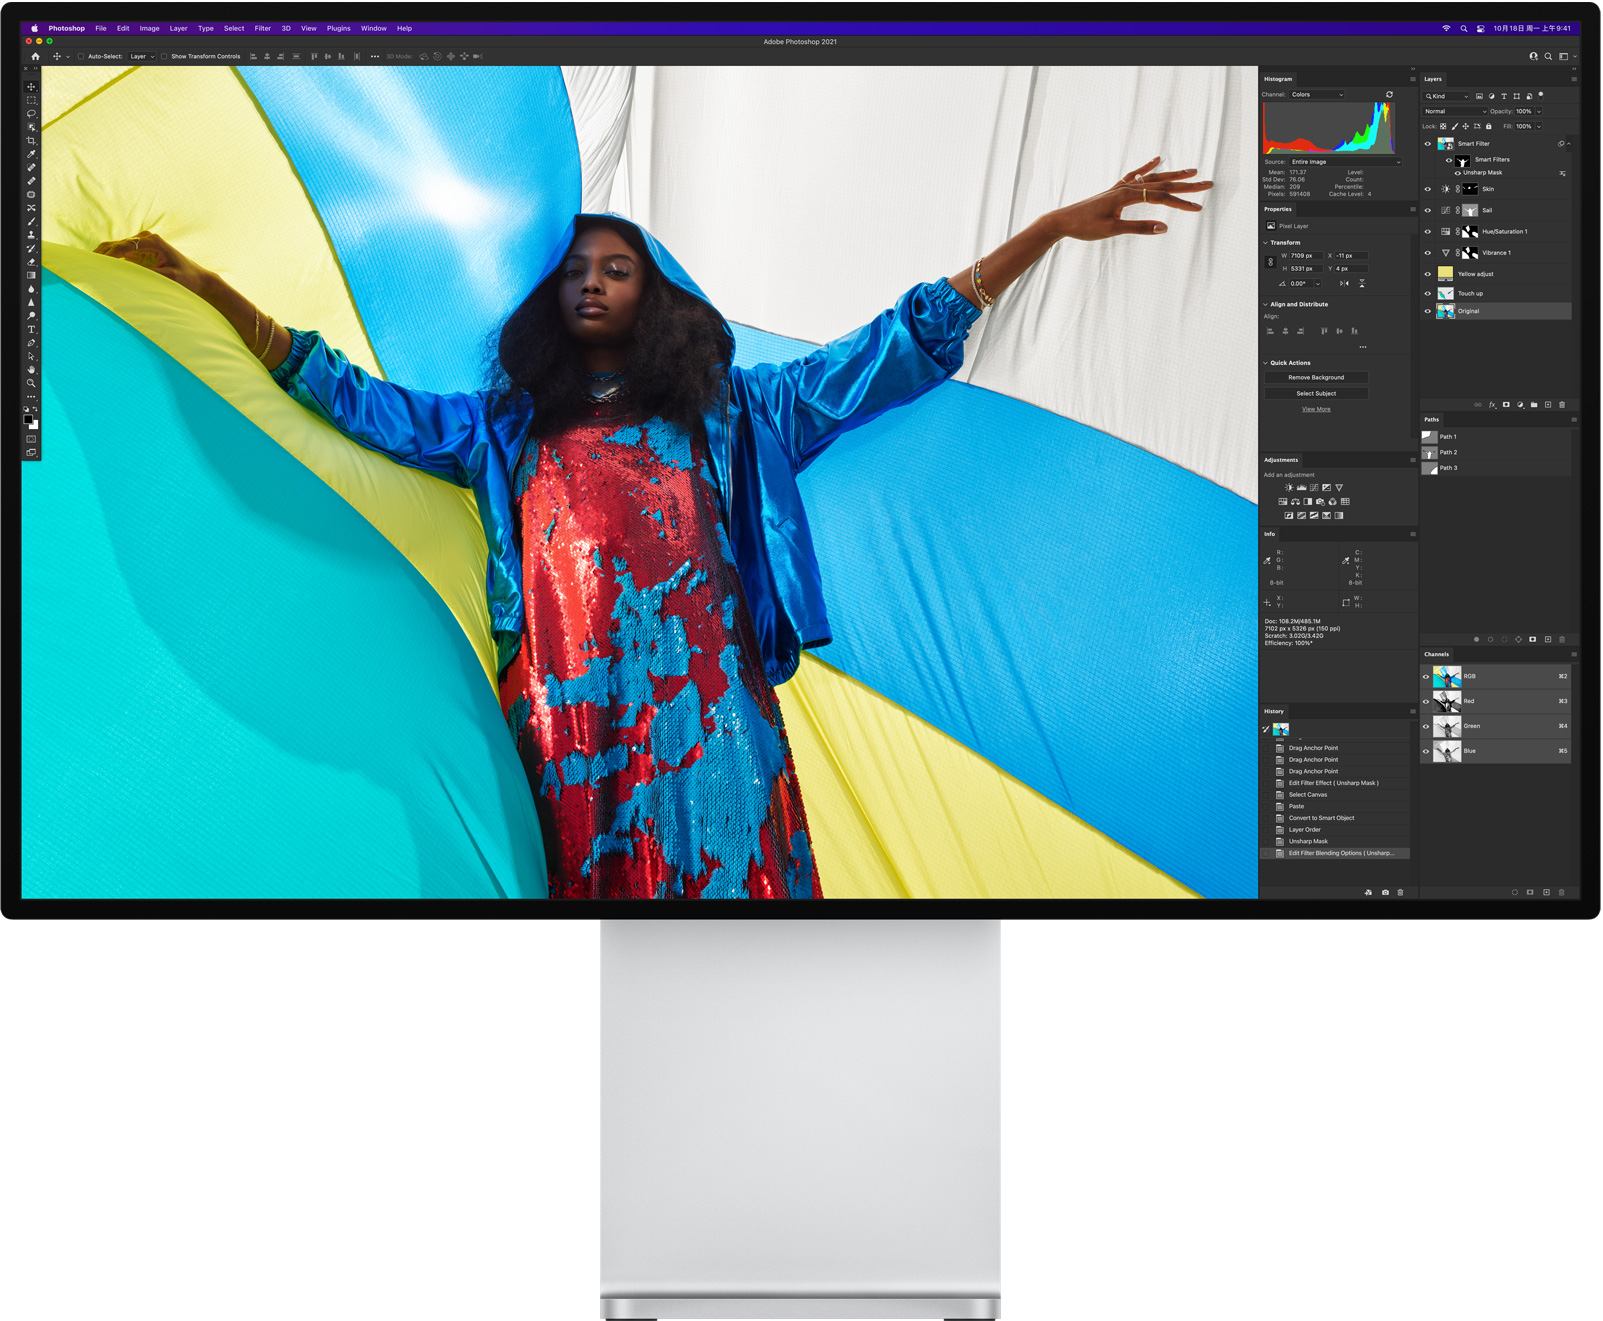 Photoshop File Edit Image Layer Type Select Filter 3D View Plugins Window Help
10月18日 周一 上午9:41
Adobe Photoshop 2021
Auto-Select: Layer Show Transform Controls
3D Mode:
Histogram
Channel: Colors
Source: Entire Image
Mean: 171.37 Level:
Std Dev: 76.06 Count:
Median: 209 Percentile:
Pixels: 591408 Cache Level: 4
Properties
Pixel Layer
Transform
W 7109 px X -11 px
H 5331 px Y 4 px
0.00°
Align and Distribute
Align:
Quick Actions
Remove Background
Select Subject
View More
Adjustments
Add an adjustment
Info
R: C:
G: M:
B: Y:
K:
8-bit 8-bit
X: W:
Y: H:
Doc: 108.2M/485.1M
7102 px x 5326 px (150 ppi)
Scratch: 3.02G/3.42G
Efficiency: 100%*
History
Drag Anchor Point
Drag Anchor Point
Drag Anchor Point
Edit Filter Effect ( Unsharp Mask )
Select Canvas
Paste
Convert to Smart Object
Layer Order
Unsharp Mask
Edit Filter Blending Options ( Unsharp...
Layers
Kind
Normal Opacity: 100%
Lock: Fill: 100%
Smart Filter
Smart Filters
Unsharp Mask
Skin
Sail
Hue/Saturation 1
Vibrance 1
Yellow adjust
Touch up
Original
fx
Paths
Path 1
Path 2
Path 3
Channels
RGB ⌘2
Red ⌘3
Green ⌘4
Blue ⌘5